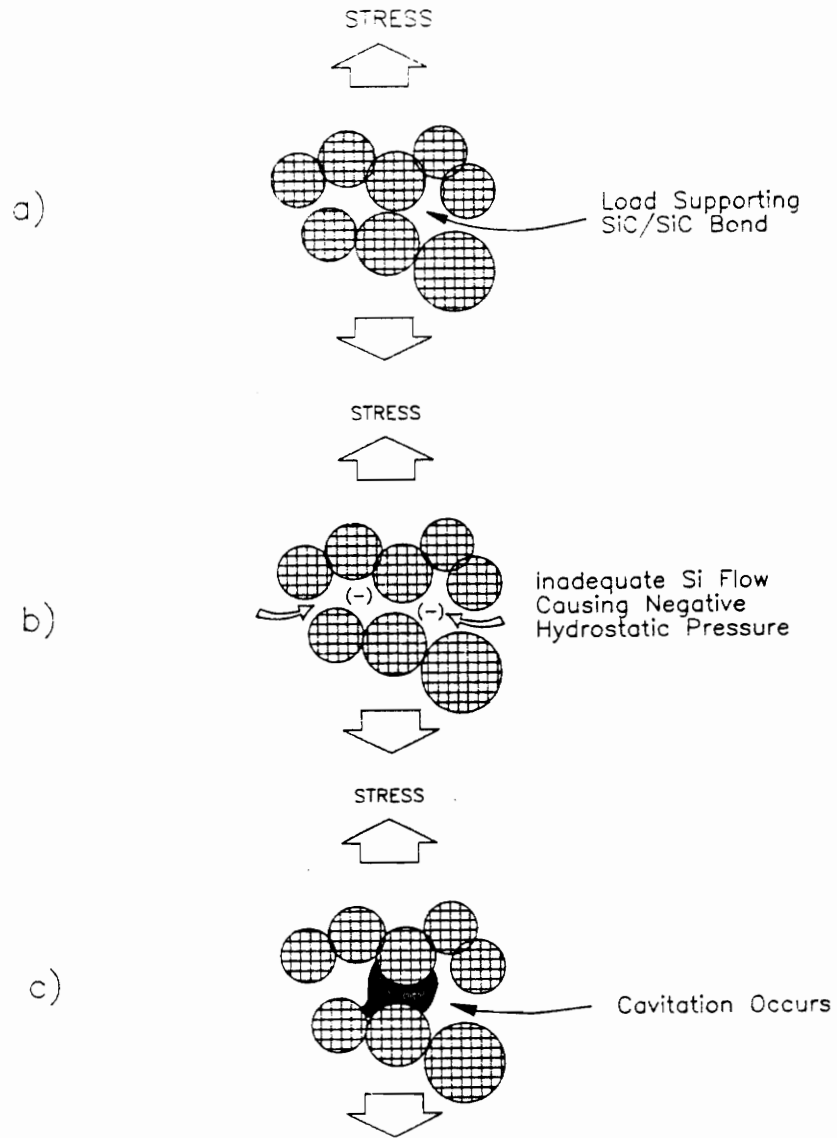 STRESS
a)
Load Supporting
SiC/SiC Bond
STRESS
(-)
(-)
b)
inadequate Si Flow
Causing Negative
Hydrostatic Pressure
STRESS
c)
Cavitation Occurs